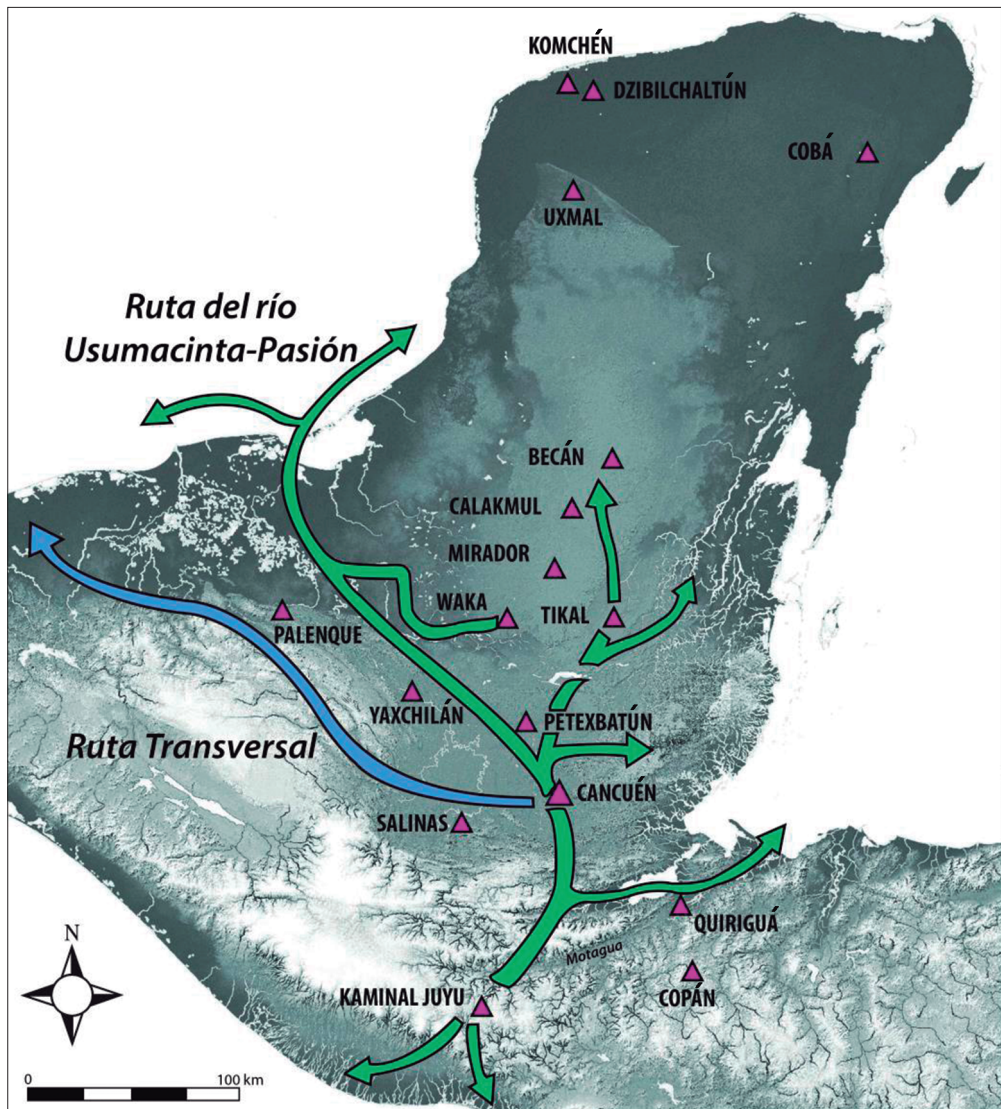 KOMCHÉN
DZIBILCHALTÚN
COBÁ
UXMAL
Ruta del río
Usumacinta-Pasión
BECÁN
CALAKMUL
MIRADOR
WAKA
TIKAL
PALENQUE
YAXCHILÁN
PETEXBATÚN
Ruta Transversal
CANCUÉN
SALINAS
QUIRIGUÁ
Motagua
N
COPÁN
KAMINAL JUYU
0
100 km